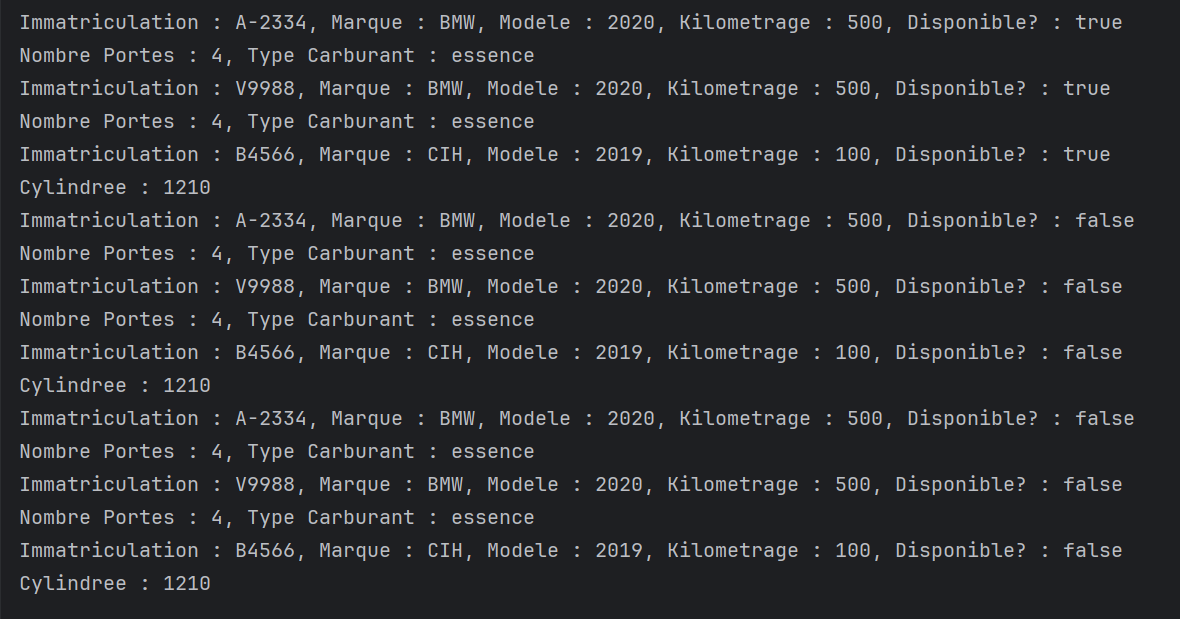 Immatriculation : A-2334, Marque : BMW, Modele : 2020, Kilometrage : 500, Disponible? : true
Nombre Portes : 4, Type Carburant : essence
Immatriculation : V9988, Marque : BMW, Modele : 2020, Kilometrage : 500, Disponible? : true
Nombre Portes : 4, Type Carburant : essence
Immatriculation : B4566, Marque : CIH, Modele : 2019, Kilometrage : 100, Disponible? : true
Cylindree : 1210
Immatriculation : A-2334, Marque : BMW, Modele : 2020, Kilometrage : 500, Disponible? : false
Nombre Portes : 4, Type Carburant : essence
Immatriculation : V9988, Marque : BMW, Modele : 2020, Kilometrage : 500, Disponible? : false
Nombre Portes : 4, Type Carburant : essence
Immatriculation : B4566, Marque : CIH, Modele : 2019, Kilometrage : 100, Disponible? : false
Cylindree : 1210
Immatriculation : A-2334, Marque : BMW, Modele : 2020, Kilometrage : 500, Disponible? : false
Nombre Portes : 4, Type Carburant : essence
Immatriculation : V9988, Marque : BMW, Modele : 2020, Kilometrage : 500, Disponible? : false
Nombre Portes : 4, Type Carburant : essence
Immatriculation : B4566, Marque : CIH, Modele : 2019, Kilometrage : 100, Disponible? : false
Cylindree : 1210